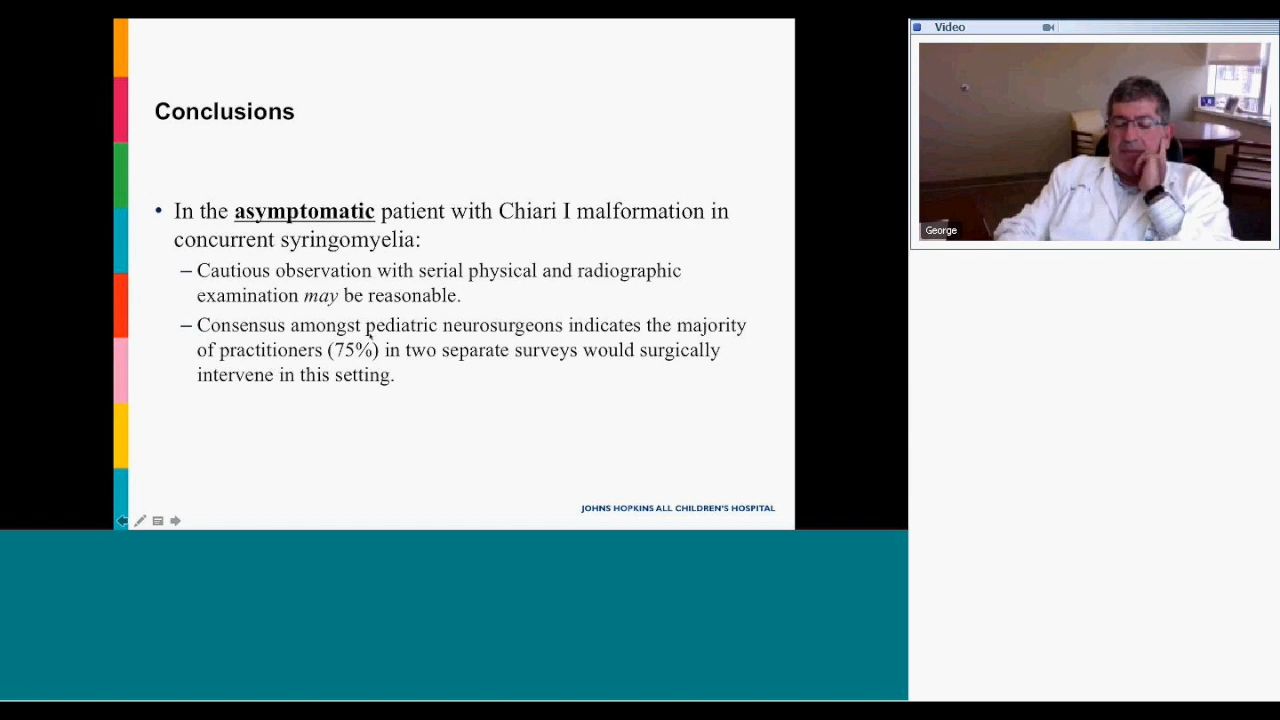 Conclusions
• In the asymptomatic patient with Chiari I malformation in
concurrent syringomyelia:
– Cautious observation with serial physical and radiographic
examination may be reasonable.
– Consensus amongst pediatric neurosurgeons indicates the majority
of practitioners (75%) in two separate surveys would surgically
intervene in this setting.
JOHNS HOPKINS ALL CHILDREN'S HOSPITAL
Video
George